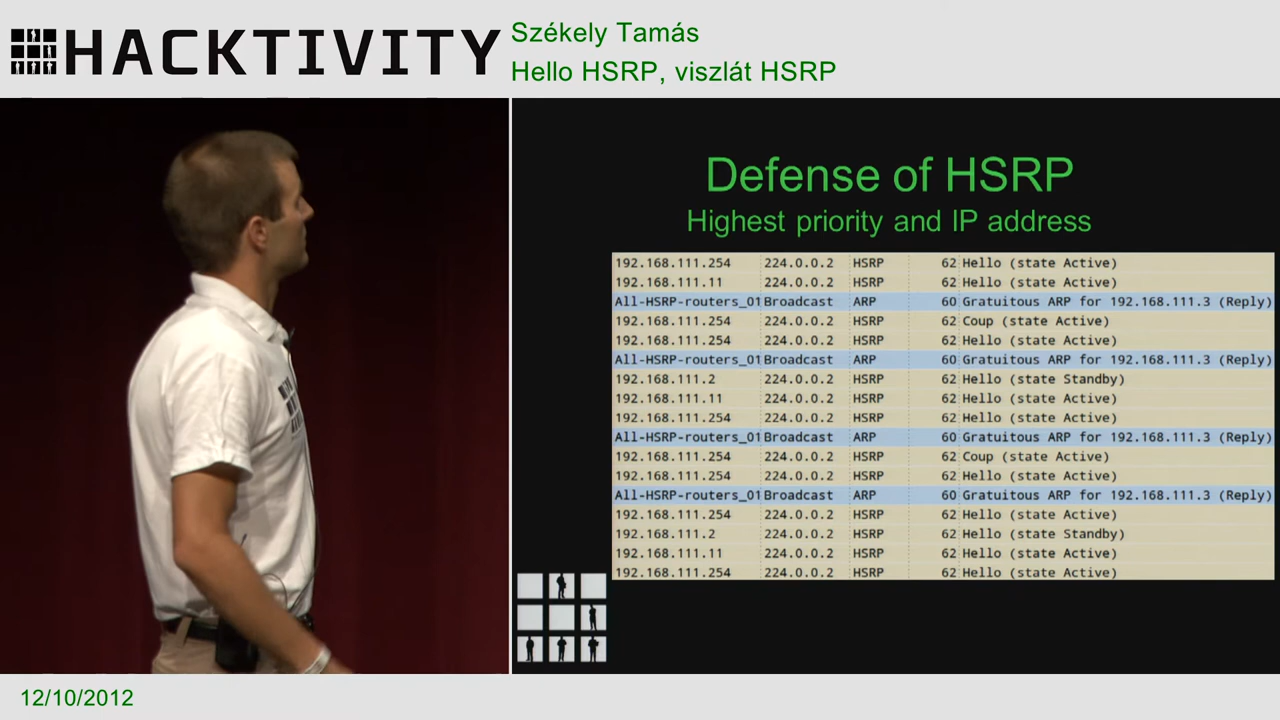 HACKTIVITY
Székely Tamás
Hello HSRP, viszlát HSRP
Defense of HSRP
Highest priority and IP address
192.168.111.254 224.0.0.2 HSRP 62 Hello (state Active)
192.168.111.11 224.0.0.2 HSRP 62 Hello (state Active)
All-HSRP-routers_01 Broadcast ARP 60 Gratuitous ARP for 192.168.111.3 (Reply)
192.168.111.254 224.0.0.2 HSRP 62 Coup (state Active)
192.168.111.254 224.0.0.2 HSRP 62 Hello (state Active)
All-HSRP-routers_01 Broadcast ARP 60 Gratuitous ARP for 192.168.111.3 (Reply)
192.168.111.2 224.0.0.2 HSRP 62 Hello (state Standby)
192.168.111.11 224.0.0.2 HSRP 62 Hello (state Active)
192.168.111.254 224.0.0.2 HSRP 62 Hello (state Active)
All-HSRP-routers_01 Broadcast ARP 60 Gratuitous ARP for 192.168.111.3 (Reply)
192.168.111.254 224.0.0.2 HSRP 62 Coup (state Active)
192.168.111.254 224.0.0.2 HSRP 62 Hello (state Active)
All-HSRP-routers_01 Broadcast ARP 60 Gratuitous ARP for 192.168.111.3 (Reply)
192.168.111.254 224.0.0.2 HSRP 62 Hello (state Active)
192.168.111.2 224.0.0.2 HSRP 62 Hello (state Standby)
192.168.111.11 224.0.0.2 HSRP 62 Hello (state Active)
192.168.111.254 224.0.0.2 HSRP 62 Hello (state Active)
12/10/2012